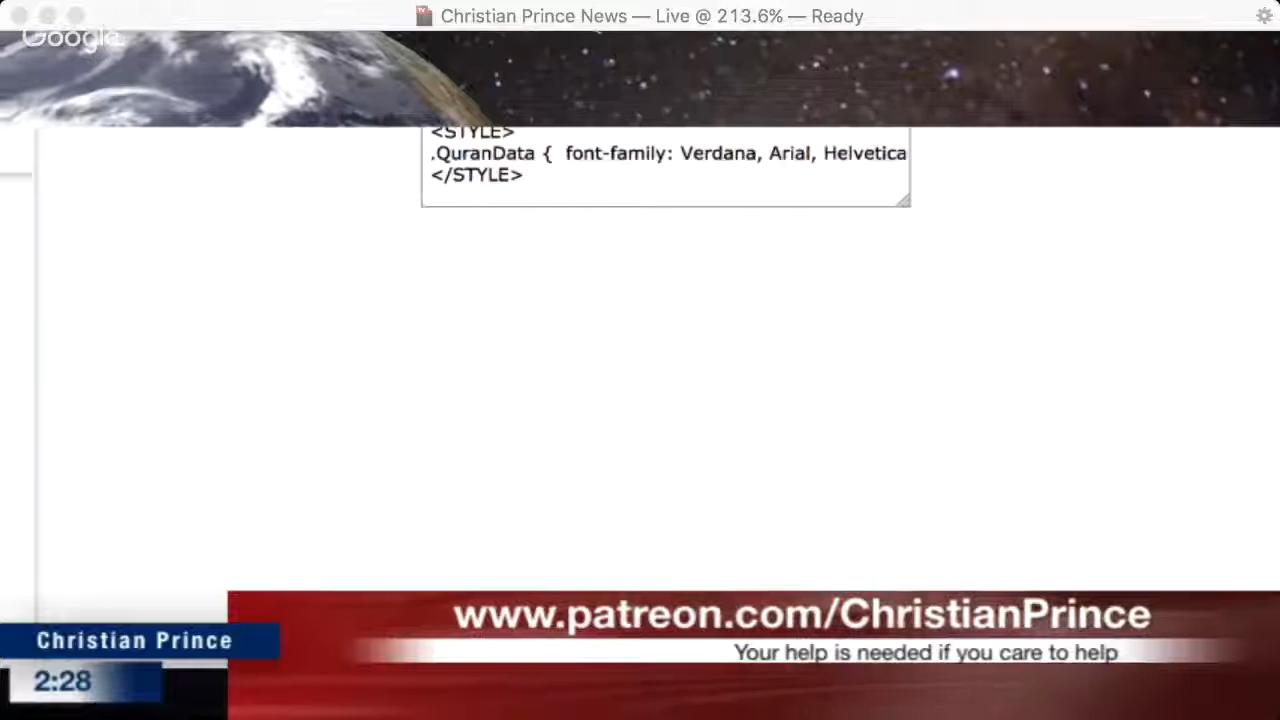 Christian Prince News — Live @ 213.6% — Ready
Google
<STYLE>
.QuranData {  font-family: Verdana, Arial, Helvetica
</STYLE>
www.patreon.com/ChristianPrince
Christian Prince
Your help is needed if you care to help
2:28